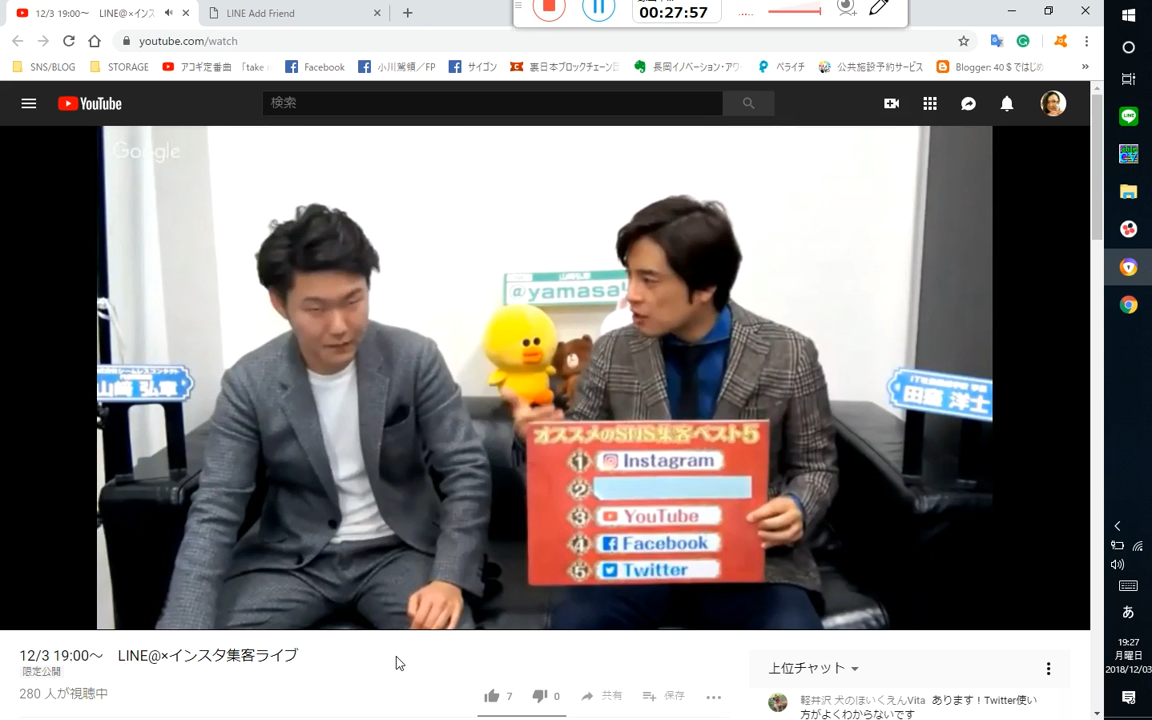 12/3 19:00～ LINE@×インス
LINE Add Friend
00:27:57
youtube.com/watch
SNS/BLOG
STORAGE
アコギ定番曲 「take
Facebook
小川駕頼／FP
サイゴン
裏日本ブロックチェーン
長岡イノベーション・アワ
ペライチ
公共施設予約サービス
Blogger: 40＄ではじめ
YouTube
検索
Google
@yamasa
山﨑 弘憲
田窪 洋士
オススメのSNS集客ベスト5
1 Instagram
2
3 YouTube
4 Facebook
5 Twitter
12/3 19:00～ LINE@×インスタ集客ライブ
限定公開
280 人が視聴中
7
0
共有
保存
上位チャット
軽井沢 犬のほいくえんVita あります！Twitter使い
方がよくわからないです
あ
19:27
月曜日
2018/12/03